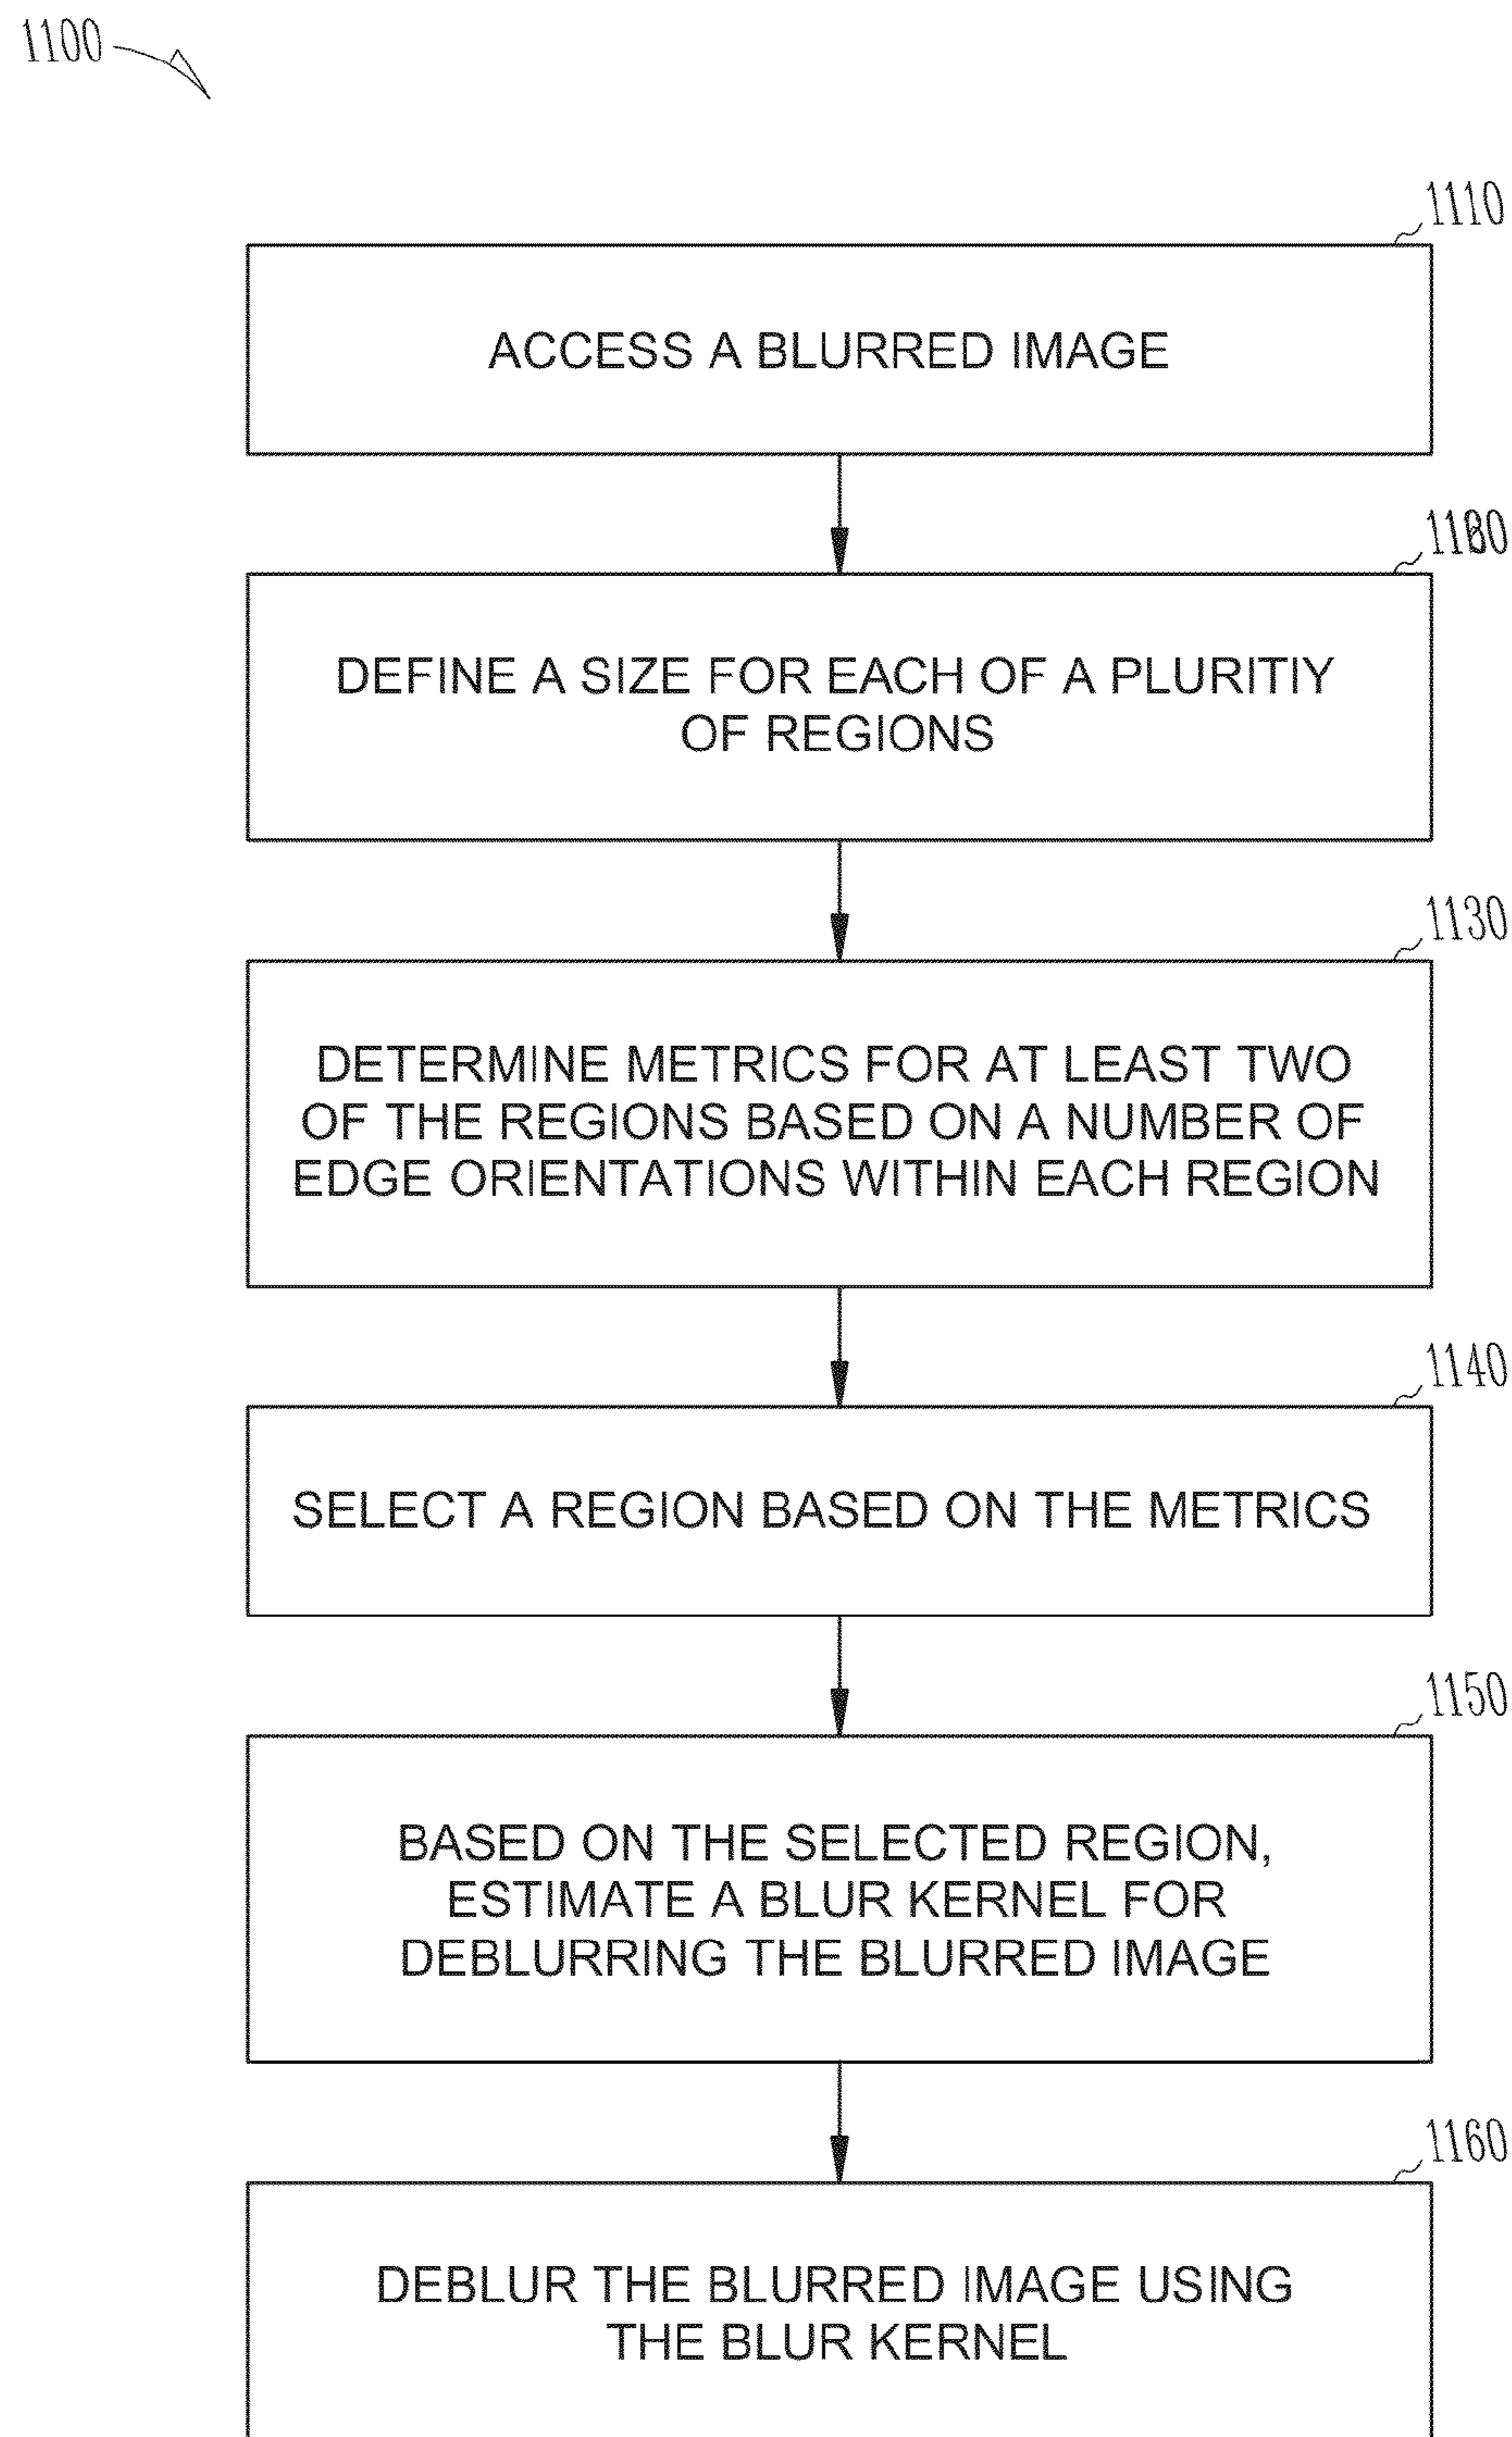 1100
1110
ACCESS A BLURRED IMAGE
DEFINE A SIZE FOR EACH OF A PLURITIY
OF REGIONS
1130
DETERMINE METRICS FOR AT LEAST TWO
OF THE REGIONS BASED ON A NUMBER OF
EDGE ORIENTATIONS WITHIN EACH REGION
1140
SELECT A REGION BASED ON THE METRICS
1150
BASED ON THE SELECTED REGION,
ESTIMATE A BLUR KERNEL FOR
DEBLURRING THE BLURRED IMAGE
1160
DEBLUR THE BLURRED IMAGE USING
THE BLUR KERNEL